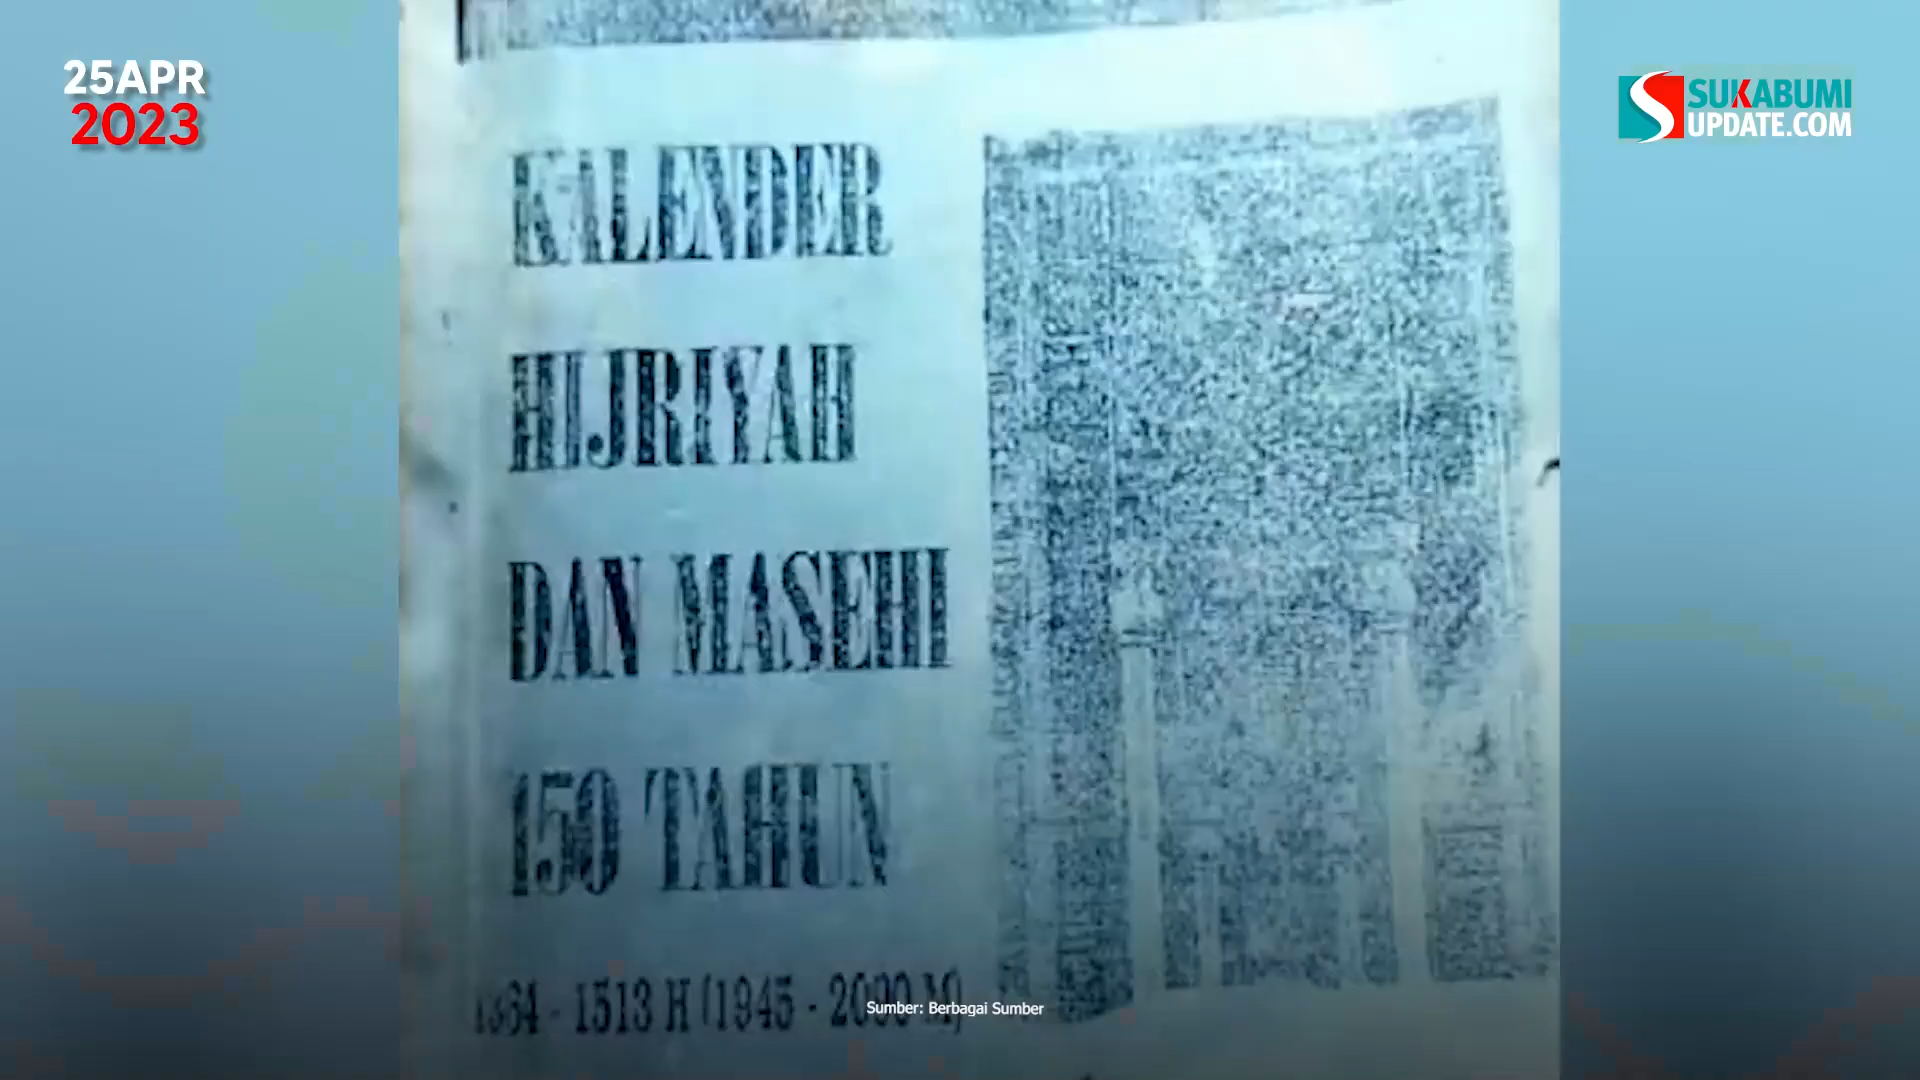 25APR
2023
SUKABUMI
UPDATE.COM
KALENDER
HIJRIYAH
DAN MASEHI
150 TAHUN
1364 - 1513 H (1945 - 2090 M)
Sumber: Berbagai Sumber